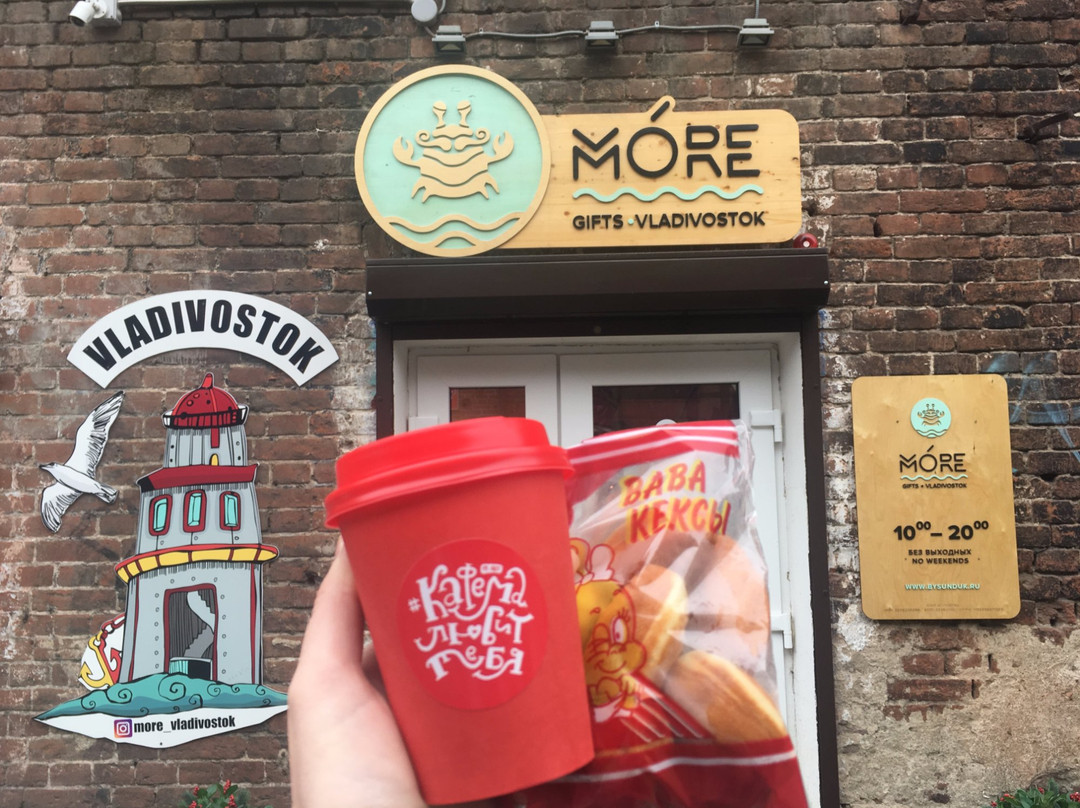 MÓRE
GIFTS VLADIVOSTOK
VLADIVOSTOK
more_vladivostok
#Катема
любит
тебя
ВАВА
КЕКСЫ
MÓRE
GIFTS • VLADIVOSTOK
10⁰⁰ – 20⁰⁰
БЕЗ ВЫХОДНЫХ
NO WEEKENDS
WWW.BYSUNDUK.RU